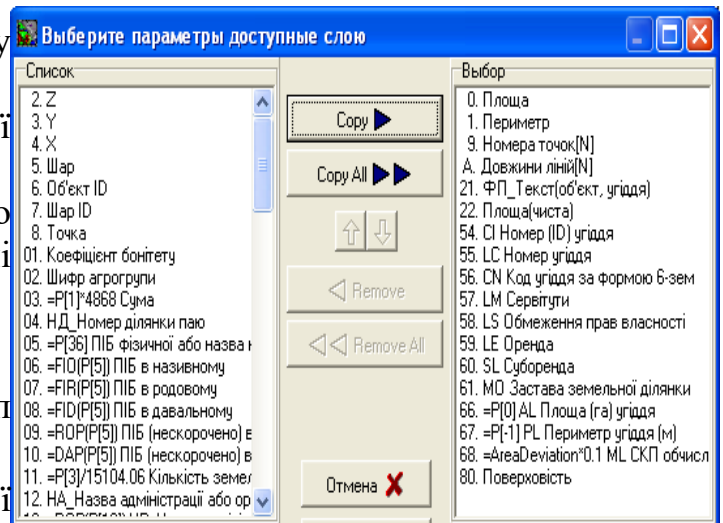 Выберите параметры доступные слою
Список
2. Z
3. Y
4. X
5. Шар
6. Об'єкт ID
7. Шар ID
8. Точка
01. Коефіцієнт бонітету
02. Шифр агрогрупи
03. =P[1]*4868 Сума
04. НД_Номер ділянки паю
05. =P[36] ПІБ фізичної або назва
06. =FIO(P[5]) ПІБ в називному
07. =FIR(P[5]) ПІБ в родовому
08. =FID(P[5]) ПІБ в давальному
09. =ROP(P[5]) ПІБ (нескорочено) в
10. =DAP(P[5]) ПІБ (нескорочено) в
11. =P[3]/15104.06 Кількість земел
12. НА_Назва адміністрації або ор
Copy
Copy All
Remove
Remove All
Отмена
Выбор
0. Площа
1. Периметр
9. Номера точок[N]
A. Довжини ліній[N]
21. ФП_Текст(об'єкт, угіддя)
22. Площа(чиста)
54. CI Номер (ID) угіддя
55. LC Номер угіддя
56. CN Код угіддя за формою 6-зем
57. LM Сервітути
58. LS Обмеження прав власності
59. LE Оренда
60. SL Суборенда
61. MO Застава земельної ділянки
66. =P[0] AL Площа (га) угіддя
67. =P[-1] PL Периметр угіддя (м)
68. =AreaDeviation*0.1 ML СКП обчисл
80. Поверховість